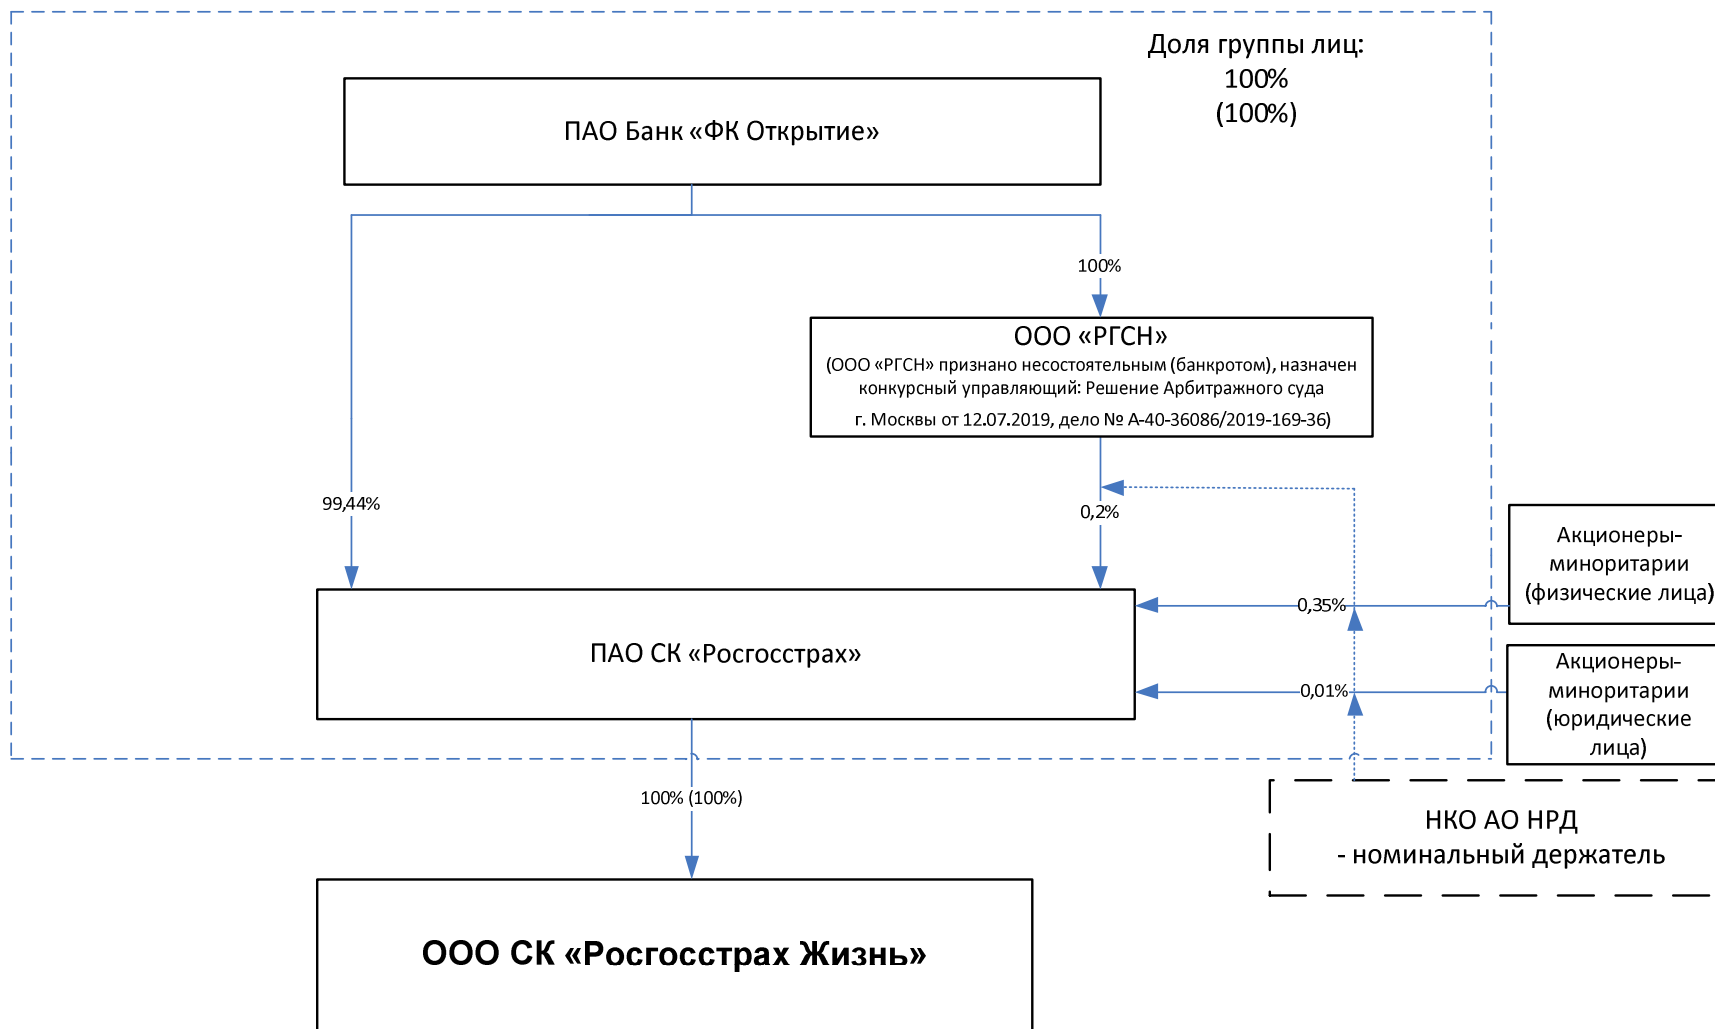 Доля группы лиц:
100%
(100%)
ПАО Банк «ФК Открытие»
100%
ООО «РГСН»
(ООО «РГСН» признано несостоятельным (банкротом), назначен
конкурсный управляющий: Решение Арбитражного суда
г. Москвы от 12.07.2019, дело № А-40-36086/2019-169-36)
99,44%
0,2%
Акционеры-
миноритарии
(физические лица)
0,35%
ПАО СК «Росгосстрах»
Акционеры-
миноритарии
(юридические
лица)
0,01%
100% (100%)
НКО АО НРД
- номинальный держатель
ООО СК «Росгосстрах Жизнь»